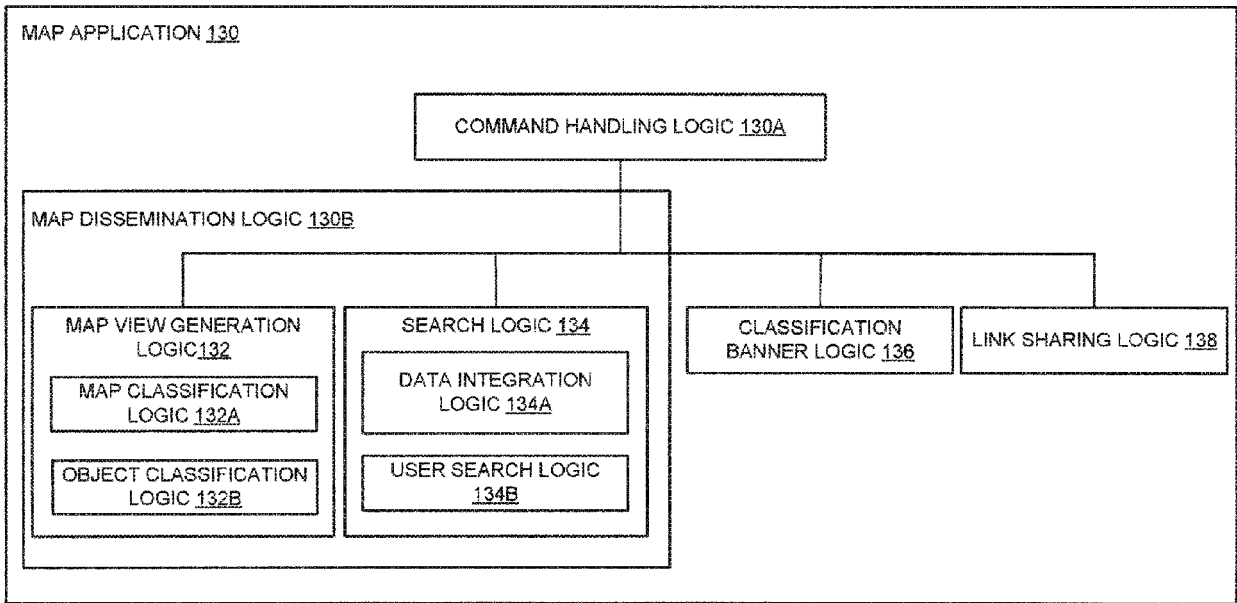 MAP APPLICATION 130
COMMAND HANDLING LOGIC 130A
MAP DISSEMINATION LOGIC 130B
MAP VIEW GENERATION
LOGIC132
MAP CLASSIFICATION
LOGIC 132A
OBJECT CLASSIFICATION
LOGIC 132B
SEARCH LOGIC 134
DATA INTEGRATION
LOGIC 134A
USER SEARCH LOGIC
134B
CLASSIFICATION
BANNER LOGIC 136
LINK SHARING LOGIC 138